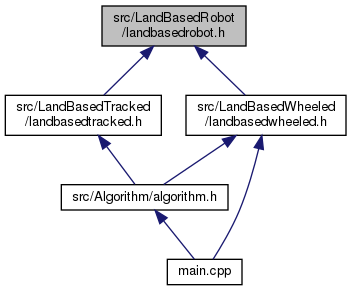 src/LandBasedRobot
/landbasedrobot.h
src/LandBasedTracked
/landbasedtracked.h
src/LandBasedWheeled
/landbasedwheeled.h
src/Algorithm/algorithm.h
main.cpp